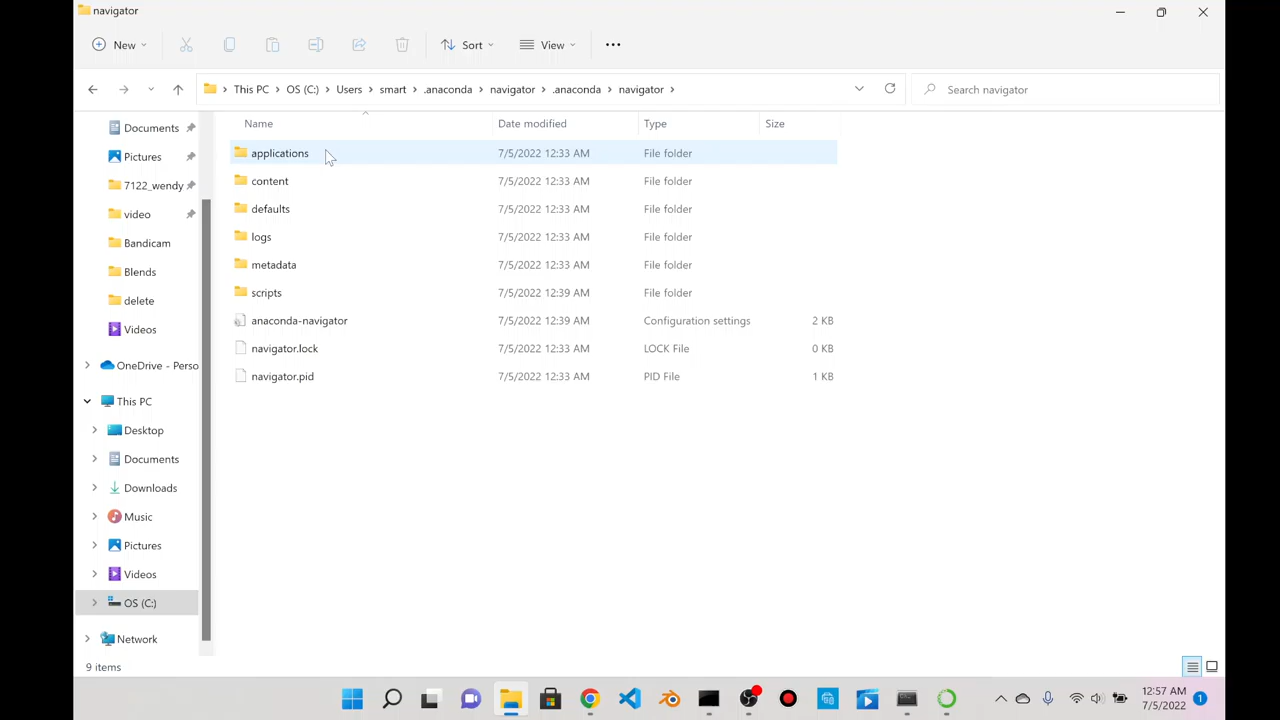 navigator
New
Sort
View
This PC
OS (C:)
Users
smart
.anaconda
navigator
.anaconda
navigator
Search navigator
Name
Date modified
Type
Size
applications
7/5/2022 12:33 AM
File folder
content
7/5/2022 12:33 AM
File folder
defaults
7/5/2022 12:33 AM
File folder
logs
7/5/2022 12:33 AM
File folder
metadata
7/5/2022 12:33 AM
File folder
scripts
7/5/2022 12:39 AM
File folder
anaconda-navigator
7/5/2022 12:39 AM
Configuration settings
2 KB
navigator.lock
7/5/2022 12:33 AM
LOCK File
0 KB
navigator.pid
7/5/2022 12:33 AM
PID File
1 KB
Documents
Pictures
7122_wendy
video
Bandicam
Blends
delete
Videos
OneDrive - Perso
This PC
Desktop
Documents
Downloads
Music
Pictures
Videos
OS (C:)
Network
9 items
12:57 AM
7/5/2022
1